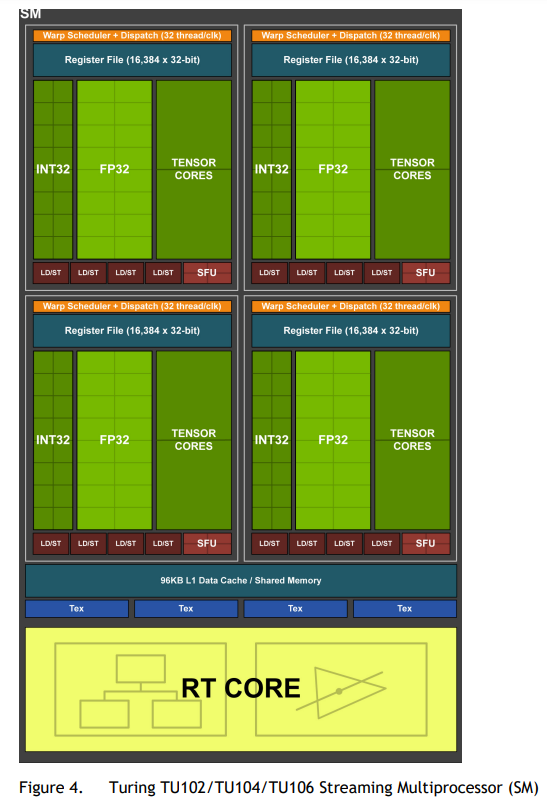 SM
Warp Scheduler + Dispatch (32 thread/clk)
Register File (16,384 x 32-bit)
INT32
FP32
TENSOR
CORES
LD/ST
LD/ST
LD/ST
LD/ST
SFU
Warp Scheduler + Dispatch (32 thread/clk)
Register File (16,384 x 32-bit)
INT32
FP32
TENSOR
CORES
LD/ST
LD/ST
LD/ST
LD/ST
SFU
Warp Scheduler + Dispatch (32 thread/clk)
Register File (16,384 x 32-bit)
INT32
FP32
TENSOR
CORES
LD/ST
LD/ST
LD/ST
LD/ST
SFU
Warp Scheduler + Dispatch (32 thread/clk)
Register File (16,384 x 32-bit)
INT32
FP32
TENSOR
CORES
LD/ST
LD/ST
LD/ST
LD/ST
SFU
96KB L1 Data Cache / Shared Memory
Tex
Tex
Tex
Tex
RT CORE
Figure 4. Turing TU102/TU104/TU106 Streaming Multiprocessor (SM)